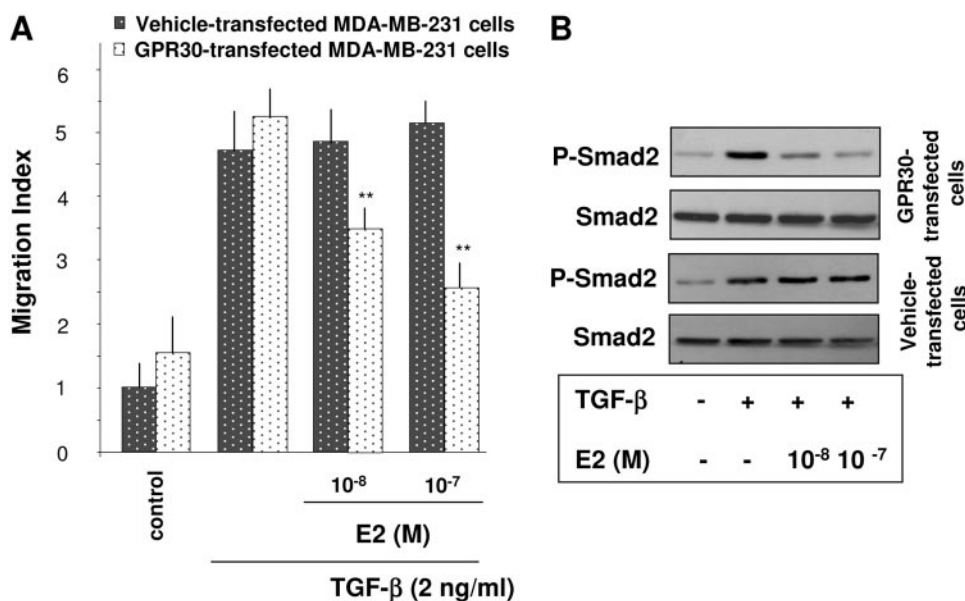 A
Vehicle-transfected MDA-MB-231 cells
GPR30-transfected MDA-MB-231 cells
Migration Index
6
5
4
3
2
1
0
**
**
control
10⁻⁸
10⁻⁷
E2 (M)
TGF-β (2 ng/ml)
B
P-Smad2
Smad2
GPR30-
transfected
cells
P-Smad2
Smad2
Vehicle-
transfected
cells
TGF-β - + + +
E2 (M) - - 10⁻⁸ 10⁻⁷